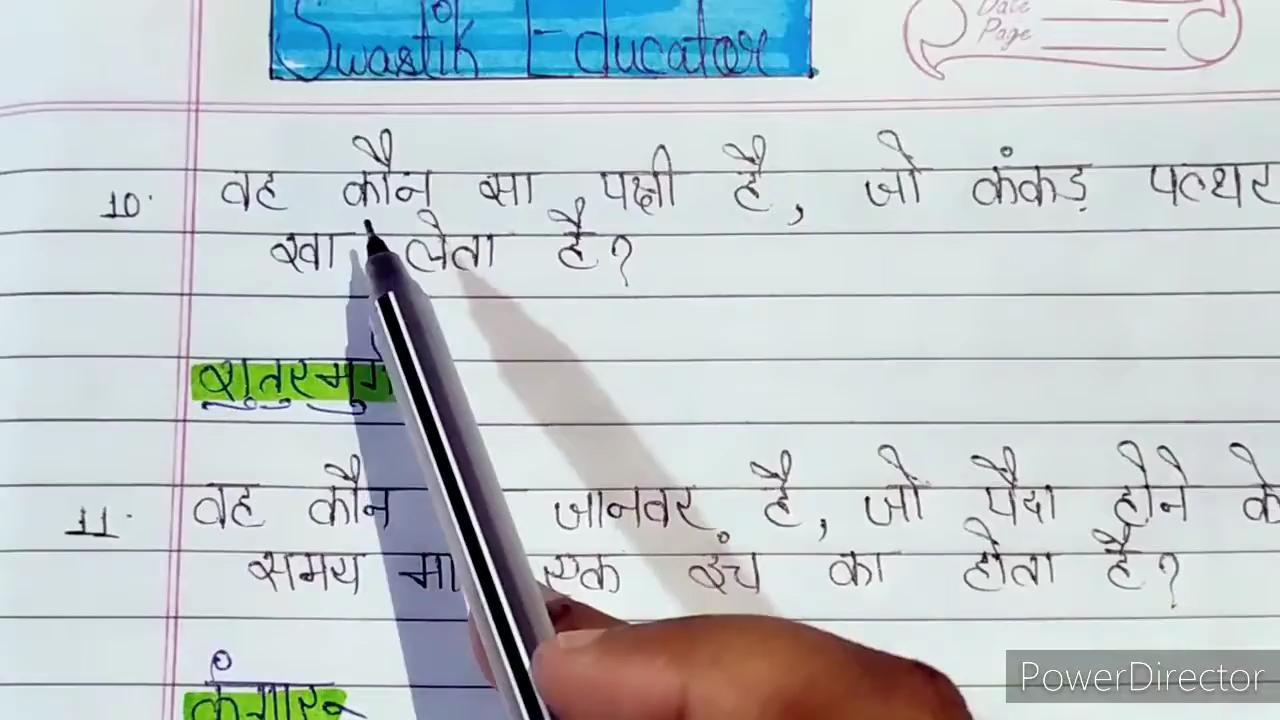 Swastik Educator
Date
Page
10. वह कौन सा पक्षी है, जो कंकड़ पत्थर
खा लेता है?
शुतुरमुर्ग
11. वह कौन जानवर है, जो पैदा होने के
समय मा एक इंच का होता है?
कंगारू
PowerDirector